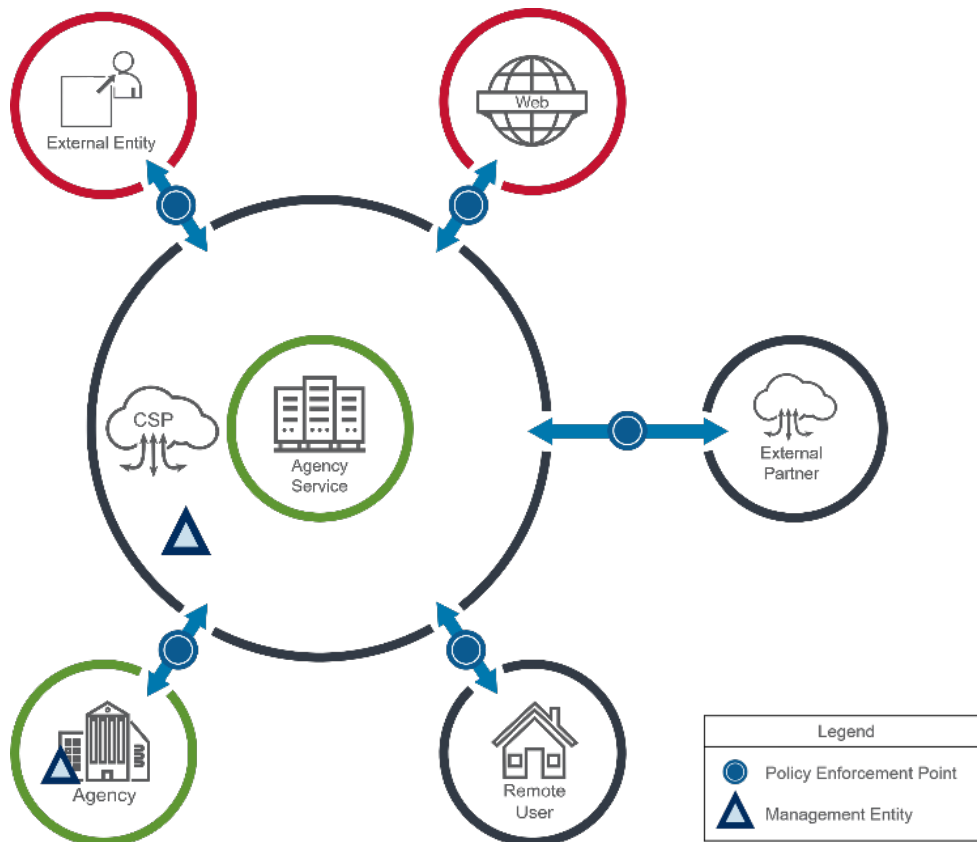 External Entity
Web
CSP
Agency
Service
External
Partner
Agency
Remote
User
Legend
Policy Enforcement Point
Management Entity